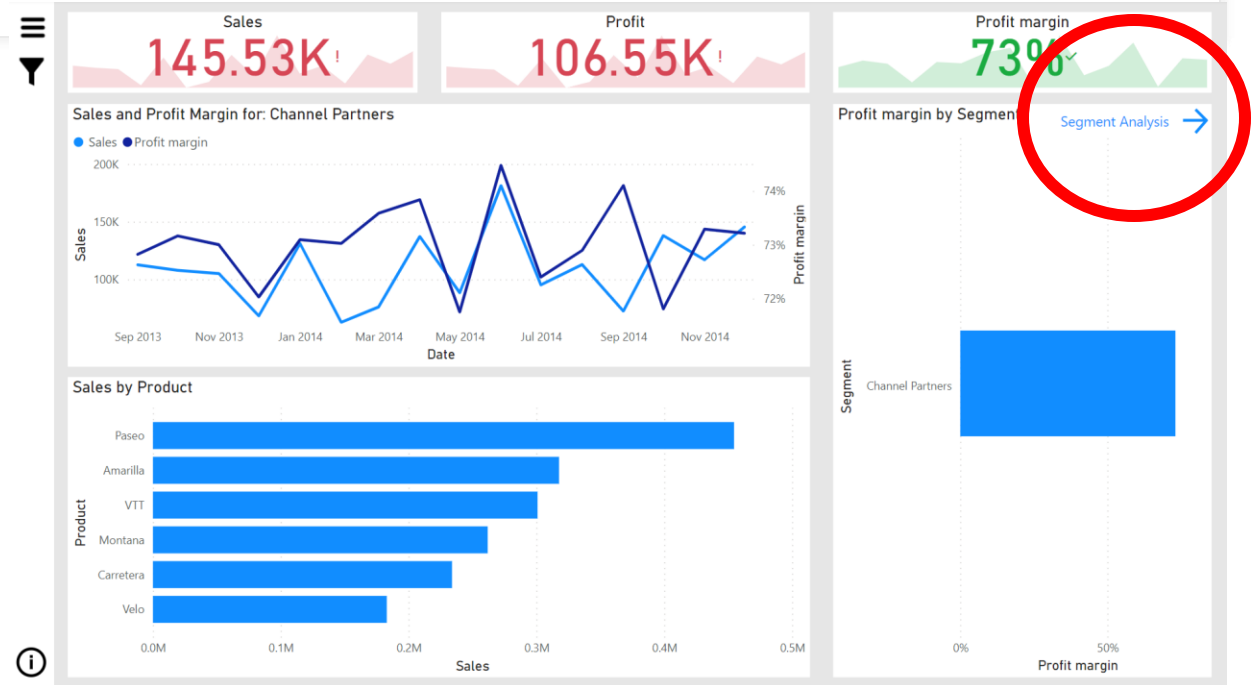 Sales
145.53K!
Profit
106.55K!
Profit margin
73%
Sales and Profit Margin for: Channel Partners
Sales Profit margin
200K
150K
100K
Sales
74%
73%
72%
Profit margin
Sep 2013 Nov 2013 Jan 2014 Mar 2014 May 2014 Jul 2014 Sep 2014 Nov 2014
Date
Profit margin by Segment
Segment Analysis
Segment
Channel Partners
0% 50%
Profit margin
Sales by Product
Product
Paseo
Amarilla
VTT
Montana
Carretera
Velo
0.0M 0.1M 0.2M 0.3M 0.4M 0.5M
Sales